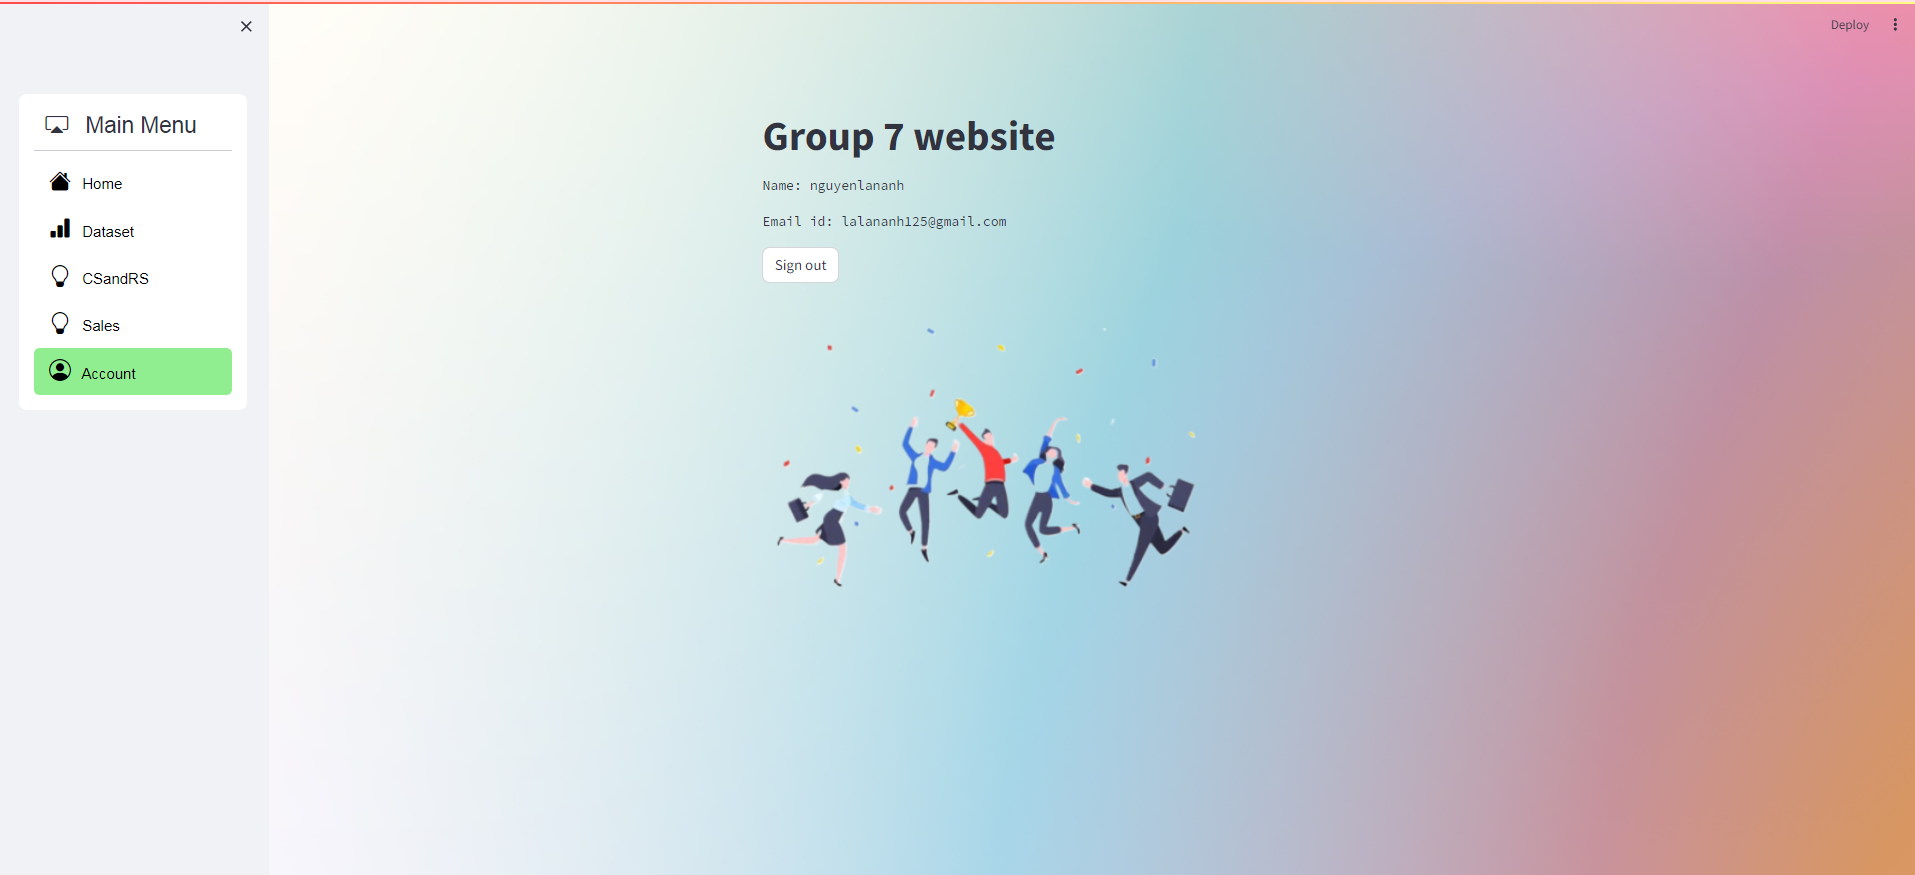 Deploy
Main Menu
Home
Dataset
CSandRS
Sales
Account
Group 7 website
Name: nguyenlananh
Email id: lalananh125@gmail.com
Sign out